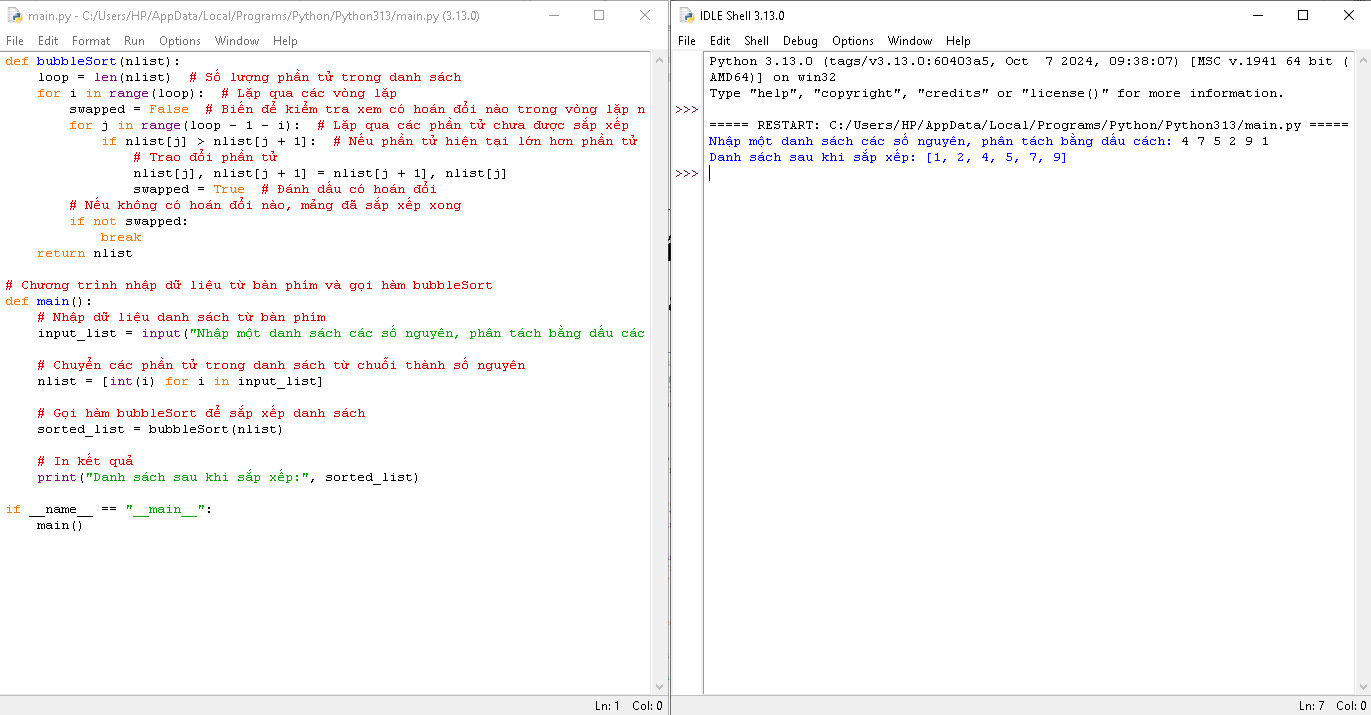 main.py - C:/Users/HP/AppData/Local/Programs/Python/Python313/main.py (3.13.0)
File Edit Format Run Options Window Help
def bubbleSort(nlist):
    loop = len(nlist)  # Số lượng phần tử trong danh sách
    for i in range(loop):  # Lặp qua các vòng lặp
        swapped = False  # Biến để kiểm tra xem có hoán đổi nào trong vòng lặp n
        for j in range(loop - 1 - i):  # Lặp qua các phần tử chưa được sắp xếp
            if nlist[j] > nlist[j + 1]:  # Nếu phần tử hiện tại lớn hơn phần tử
                # Trao đổi phần tử
                nlist[j], nlist[j + 1] = nlist[j + 1], nlist[j]
                swapped = True  # Đánh dấu có hoán đổi
        # Nếu không có hoán đổi nào, mảng đã sắp xếp xong
        if not swapped:
            break
    return nlist
# Chương trình nhập dữ liệu từ bàn phím và gọi hàm bubbleSort
def main():
    # Nhập dữ liệu danh sách từ bàn phím
    input_list = input("Nhập một danh sách các số nguyên, phân tách bằng dấu các
    # Chuyển các phần tử trong danh sách từ chuỗi thành số nguyên
    nlist = [int(i) for i in input_list]
    # Gọi hàm bubbleSort để sắp xếp danh sách
    sorted_list = bubbleSort(nlist)
    # In kết quả
    print("Danh sách sau khi sắp xếp:", sorted_list)
if __name__ == "__main__":
    main()
Ln: 1 Col: 0
IDLE Shell 3.13.0
File Edit Shell Debug Options Window Help
Python 3.13.0 (tags/v3.13.0:60403a5, Oct  7 2024, 09:38:07) [MSC v.1941 64 bit (
AMD64)] on win32
Type "help", "copyright", "credits" or "license()" for more information.
>>>
===== RESTART: C:/Users/HP/AppData/Local/Programs/Python/Python313/main.py =====
Nhập một danh sách các số nguyên, phân tách bằng dấu cách: 4 7 5 2 9 1
Danh sách sau khi sắp xếp: [1, 2, 4, 5, 7, 9]
>>>
Ln: 7 Col: 0